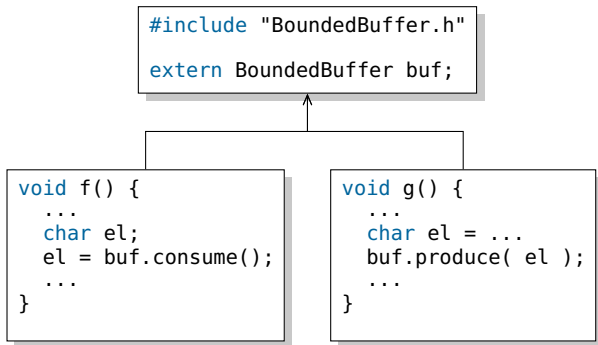 #include "BoundedBuffer.h"
extern BoundedBuffer buf;
void f() {
...
char el;
el = buf.consume();
...
}
void g() {
...
char el = ...
buf.produce( el );
...
}